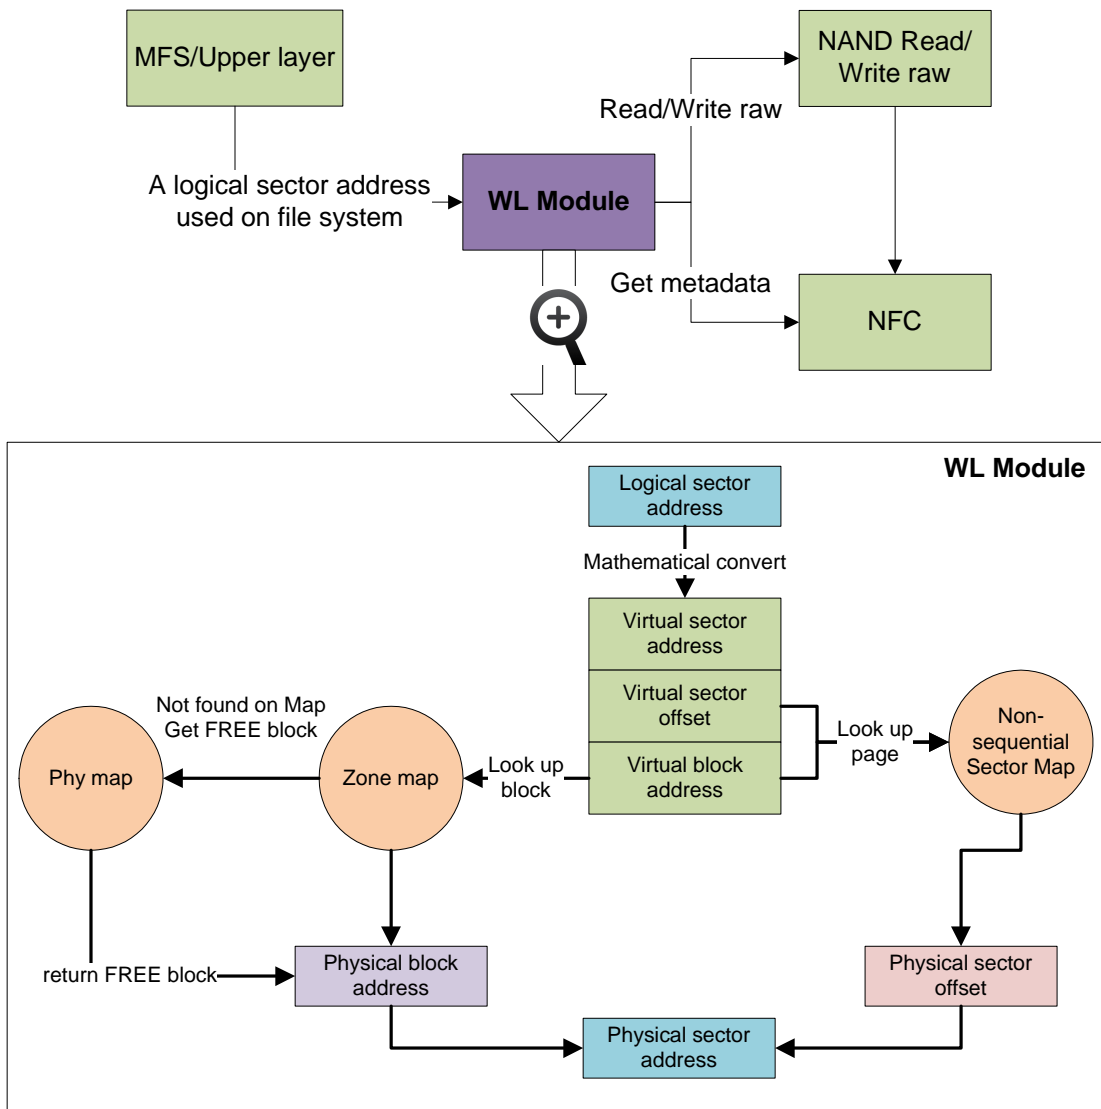 MFS/Upper layer
NAND Read/
Write raw
Read/Write raw
A logical sector address
used on file system
WL Module
Get metadata
NFC
WL Module
Logical sector
address
Mathematical convert
Virtual sector
address
Virtual sector
offset
Virtual block
address
Not found on Map
Get FREE block
Phy map
Zone map
Look up
block
Look up
page
Non-
sequential
Sector Map
return FREE block
Physical block
address
Physical sector
offset
Physical sector
address